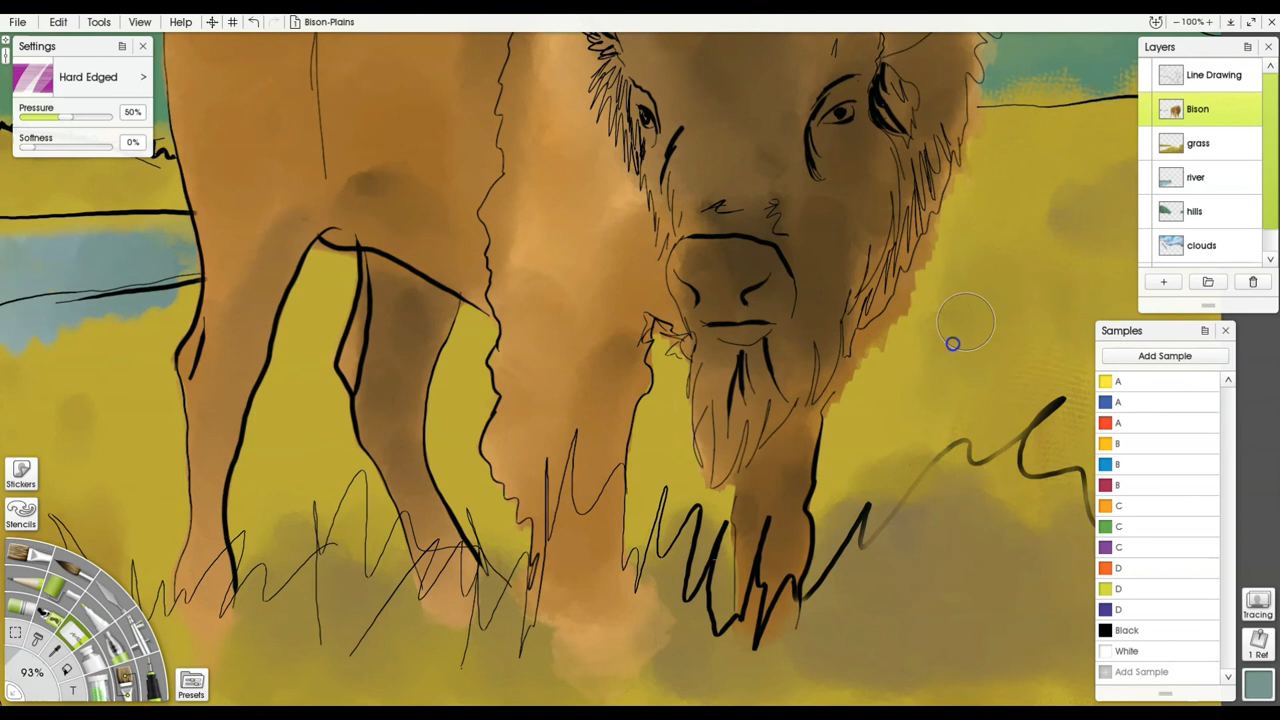 File Edit Tools View Help Bison-Plains 100%
Settings
Hard Edged >
Pressure
50%
Softness
0%
Layers
Line Drawing
Bison
grass
river
hills
clouds
Samples
Add Sample
A
A
A
B
B
B
C
C
C
D
D
D
Black
White
Add Sample
Stickers
Stencils
93%
T
Presets
Tracing
1 Ref